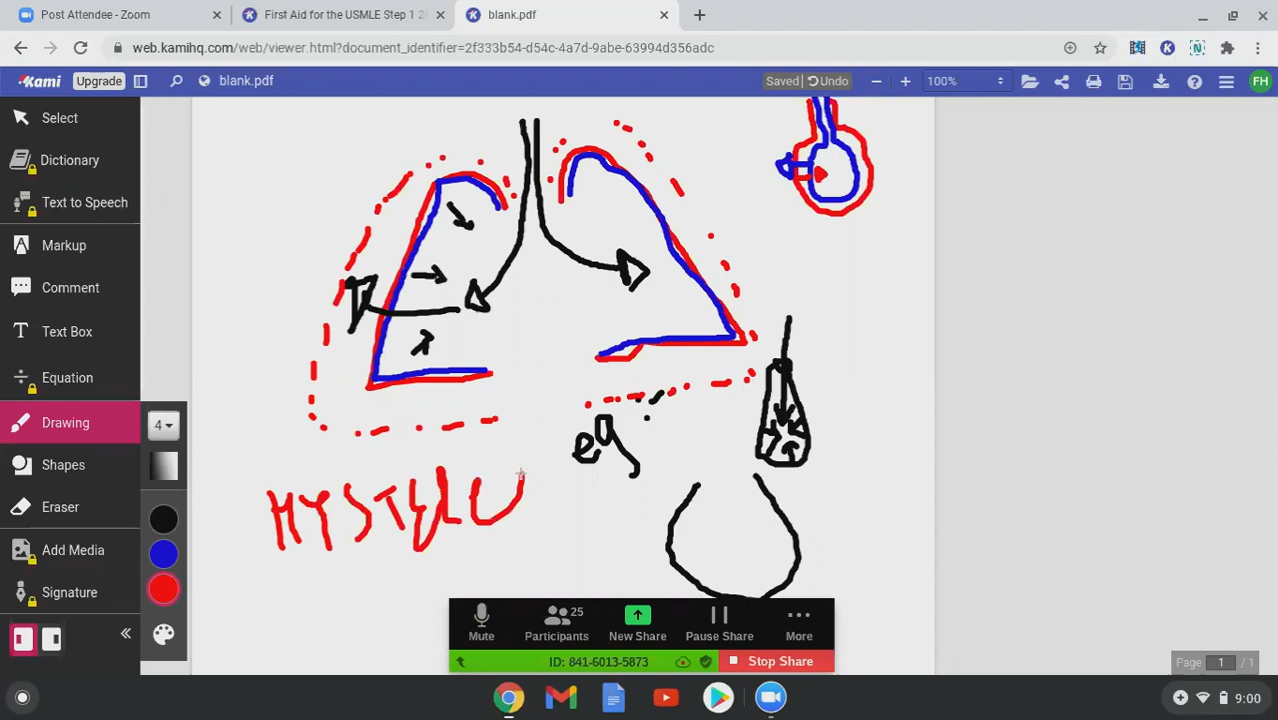 Post Attendee - Zoom
First Aid for the USMLE Step 1 2
blank.pdf
web.kamihq.com/web/viewer.html?document_identifier=2f333b54-d54c-4a7d-9abe-63994d356adc
Kami Upgrade blank.pdf Saved Undo 100% FH
Select
Dictionary
Text to Speech
Markup
Comment
Text Box
Equation
Drawing 4
Shapes
Eraser
Add Media
Signature
eq
Mute Participants 25 New Share Pause Share More
ID: 841-6013-5873 Stop Share
Page 1 / 1
9:00